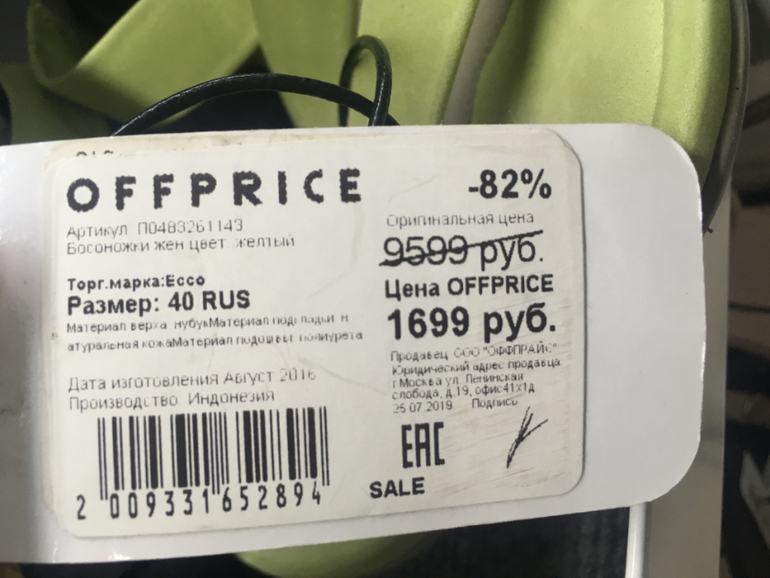 OFFPRICE
-82%
Артикул П0483261143
Босоножки жен цвет: желтый
Торг.марка:Ecco
Размер: 40 RUS
Материал верха нубукМатериал подкладки н
атуральная кожаМатериал подошвы: полиурета
Дата изготовления Август 2016
Производство Индонезия
2 009331 652894
Оригинальная цена
9599 руб.
Цена OFFPRICE
1699 руб.
Продавец ООО "ОФФПРАЙС"
Юридический адрес продавца
г Москва ул. Ленинская
слобода, д.19, офис41х1д
25.07.2019 Подпись
EAC
SALE